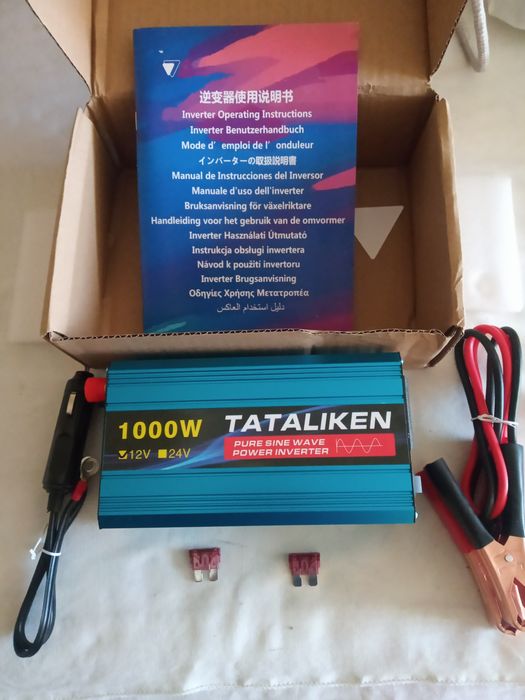 逆变器使用说明书
Inverter Operating Instructions
Inverter Benutzerhandbuch
Mode d' emploi de l' onduleur
インバーターの取扱説明書
Manual de Instrucciones del Inversor
Manuale d'uso dell'inverter
Bruksanvisning för växelriktare
Handleiding voor het gebruik van de omvormer
Inverter Használati Útmutató
Instrukcja obsługi inwertera
Návod k použití invertoru
Inverter Brugsanvisning
Οδηγίες Χρήσης Μετατροπέα
دليل استخدام العاكس
1000W
12V 24V
TATALIKEN
PURE SINE WAVE
POWER INVERTER